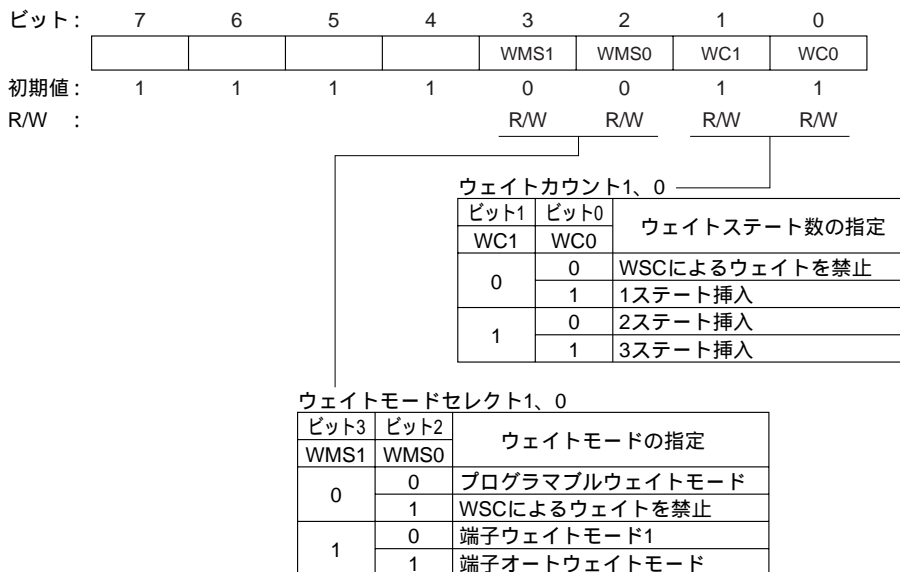 ビット: 7 6 5 4 3 2 1 0
WMS1 WMS0 WC1 WC0
初期値: 1 1 1 1 0 0 1 1
R/W : R/W R/W R/W R/W
ウェイトカウント1、0
ビット1 ビット0 ウェイトステート数の指定
WC1 WC0
0 0 WSCによるウェイトを禁止
1 1ステート挿入
1 0 2ステート挿入
1 3ステート挿入
ウェイトモードセレクト1、0
ビット3 ビット2 ウェイトモードの指定
WMS1 WMS0
0 0 プログラマブルウェイトモード
1 WSCによるウェイトを禁止
1 0 端子ウェイトモード1
1 端子オートウェイトモード